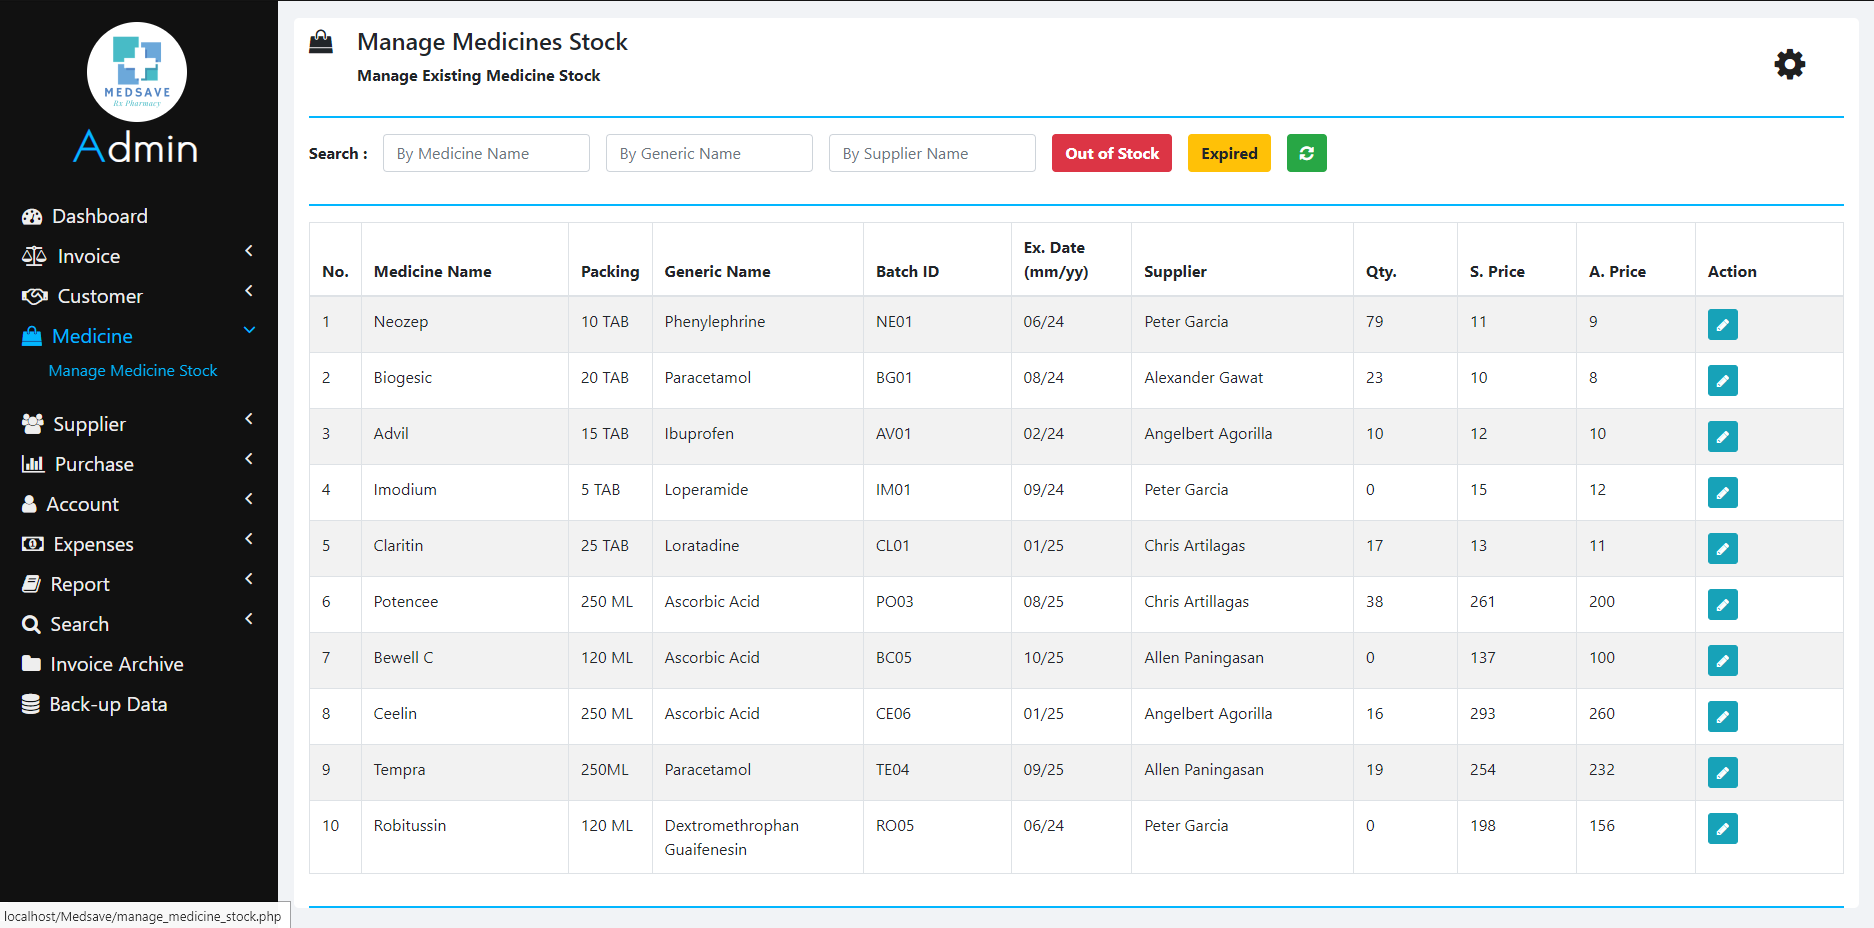 MEDSAVE
Rx Pharmacy
Admin
Dashboard
Invoice
Customer
Medicine
Manage Medicine Stock
Supplier
Purchase
Account
Expenses
Report
Search
Invoice Archive
Back-up Data
localhost/Medsave/manage_medicine_stock.php
Manage Medicines Stock
Manage Existing Medicine Stock
Search : By Medicine Name By Generic Name By Supplier Name Out of Stock Expired
No. Medicine Name Packing Generic Name Batch ID Ex. Date (mm/yy) Supplier Qty. S. Price A. Price Action
1 Neozep 10 TAB Phenylephrine NE01 06/24 Peter Garcia 79 11 9
2 Biogesic 20 TAB Paracetamol BG01 08/24 Alexander Gawat 23 10 8
3 Advil 15 TAB Ibuprofen AV01 02/24 Angelbert Agorilla 10 12 10
4 Imodium 5 TAB Loperamide IM01 09/24 Peter Garcia 0 15 12
5 Claritin 25 TAB Loratadine CL01 01/25 Chris Artilagas 17 13 11
6 Potencee 250 ML Ascorbic Acid PO03 08/25 Chris Artillagas 38 261 200
7 Bewell C 120 ML Ascorbic Acid BC05 10/25 Allen Paningasan 0 137 100
8 Ceelin 250 ML Ascorbic Acid CE06 01/25 Angelbert Agorilla 16 293 260
9 Tempra 250ML Paracetamol TE04 09/25 Allen Paningasan 19 254 232
10 Robitussin 120 ML Dextromethrophan Guaifenesin RO05 06/24 Peter Garcia 0 198 156